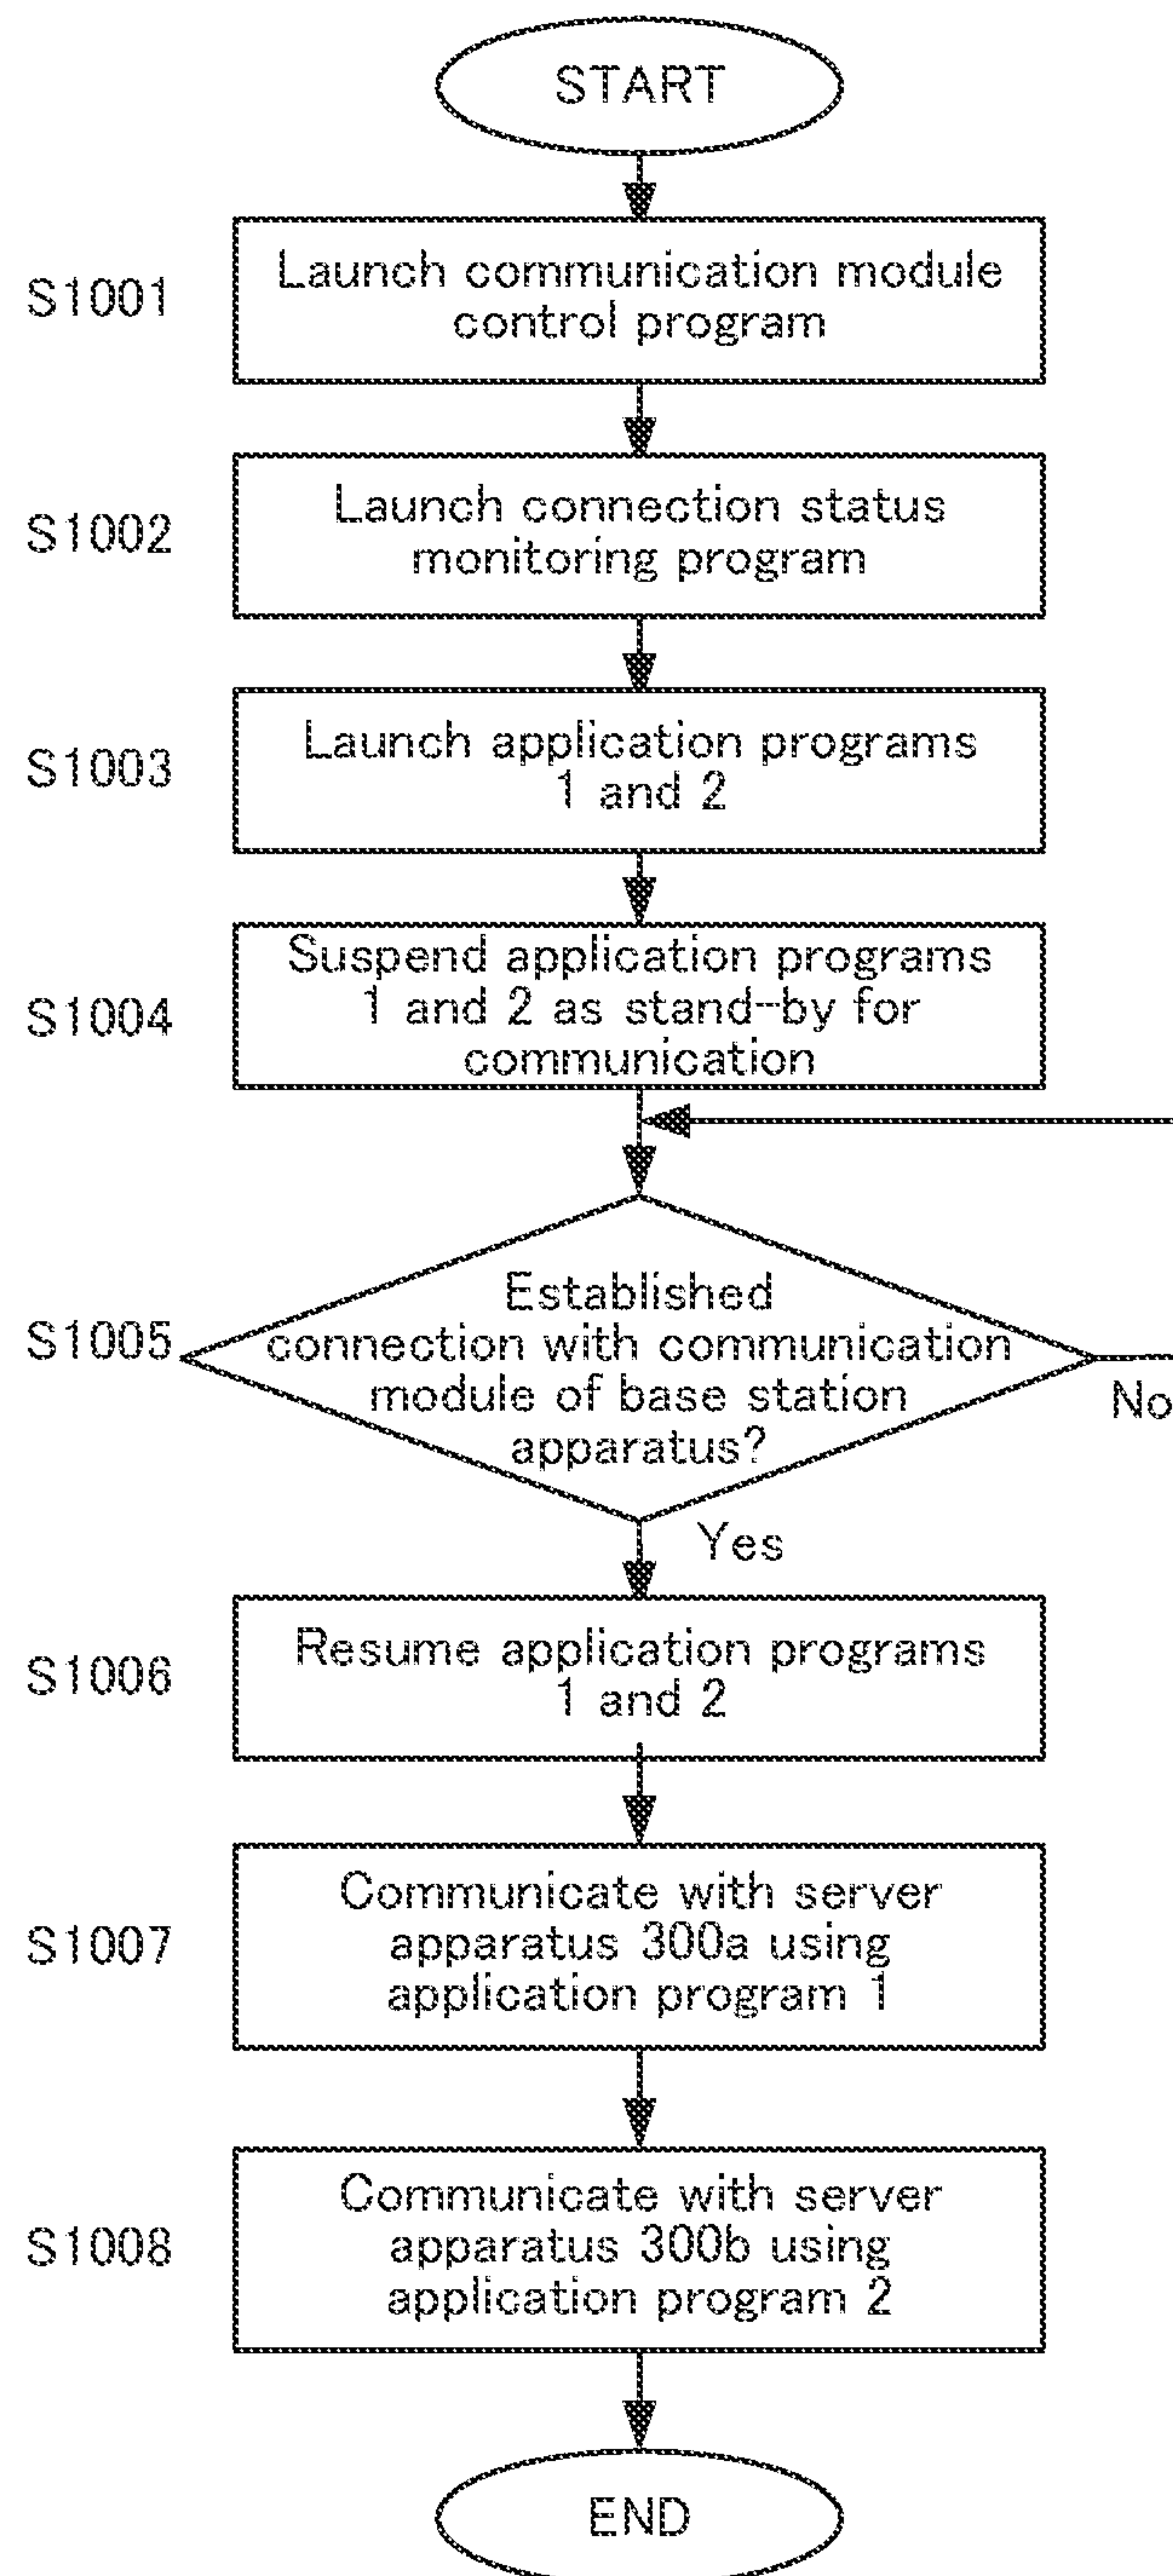 START
S1001
Launch communication module
control program
S1002
Launch connection status
monitoring program
S1003
Launch application programs
1 and 2
S1004
Suspend application programs
1 and 2 as stand-by for
communication
S1005
Established
connection with communication
module of base station
apparatus?
No
Yes
S1006
Resume application programs
1 and 2
S1007
Communicate with server
apparatus 300a using
application program 1
S1008
Communicate with server
apparatus 300b using
application program 2
END